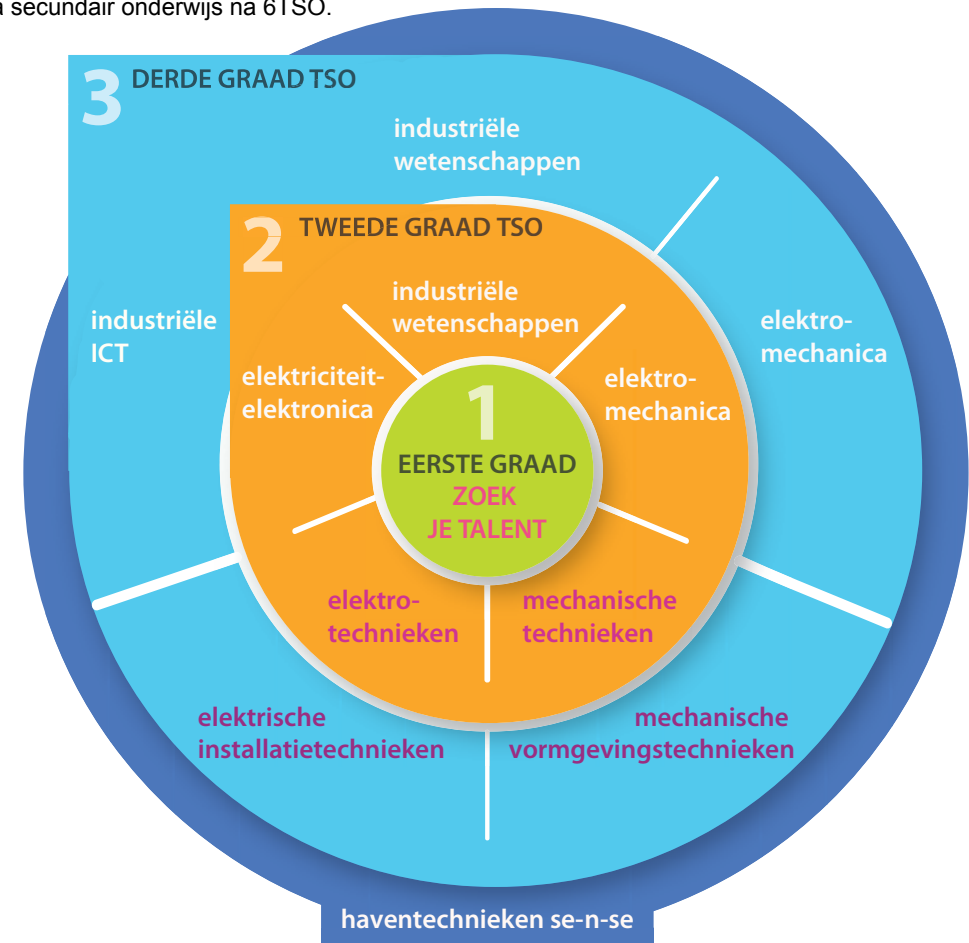 secundair onderwijs na 6TSO.
3 DERDE GRAAD TSO
industriële
wetenschappen
2 TWEEDE GRAAD TSO
industriële
wetenschappen
industriële
ICT
elektro-
mechanica
elektriciteit-
elektronica
elektro-
mechanica
1
EERSTE GRAAD
ZOEK
JE TALENT
elektro-
technieken
mechanische
technieken
elektrische
installatietechnieken
mechanische
vormgevingstechnieken
haventechnieken se-n-se